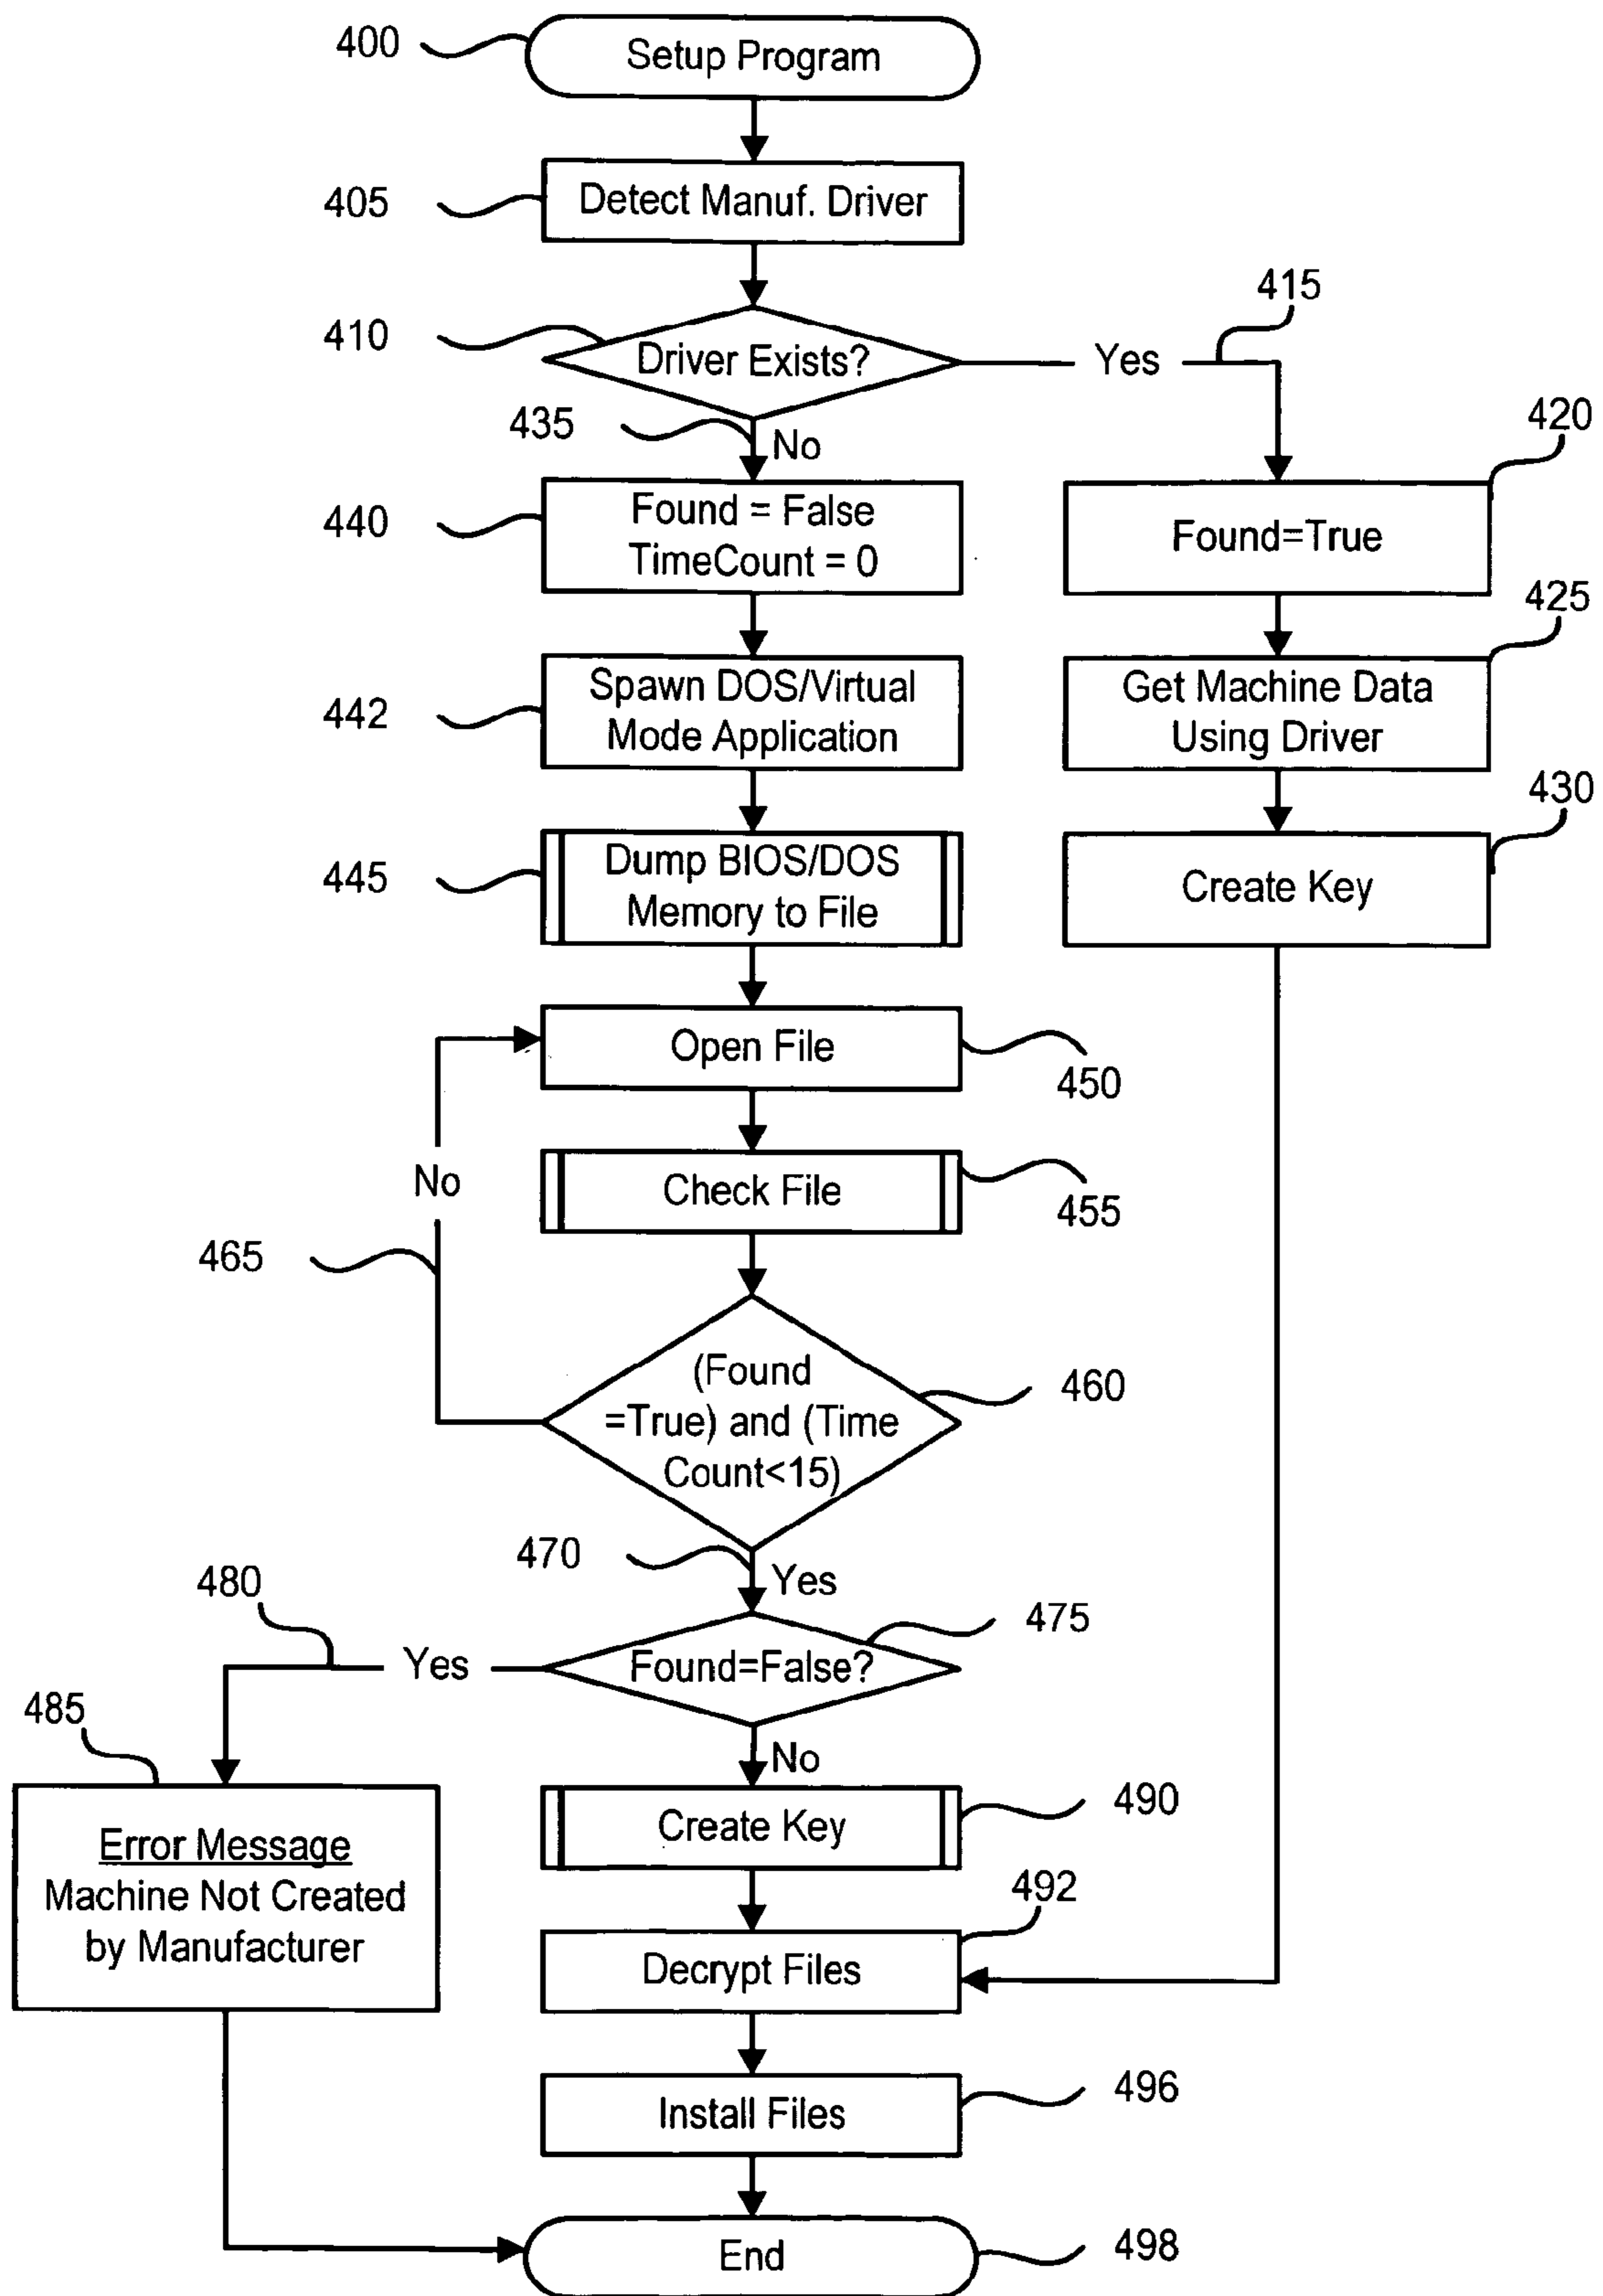 400
Setup Program
405
Detect Manuf. Driver
415
410
Driver Exists?
Yes
435
No
420
440
Found = False
TimeCount = 0
Found=True
425
442
Spawn DOS/Virtual
Mode Application
Get Machine Data
Using Driver
430
445
Dump BIOS/DOS
Memory to File
Create Key
Open File
450
No
Check File
455
465
(Found
=True) and (Time
Count<15)
460
470
Yes
480
475
Yes
Found=False?
485
No
Error Message
Machine Not Created
by Manufacturer
Create Key
490
492
Decrypt Files
Install Files
496
End
498